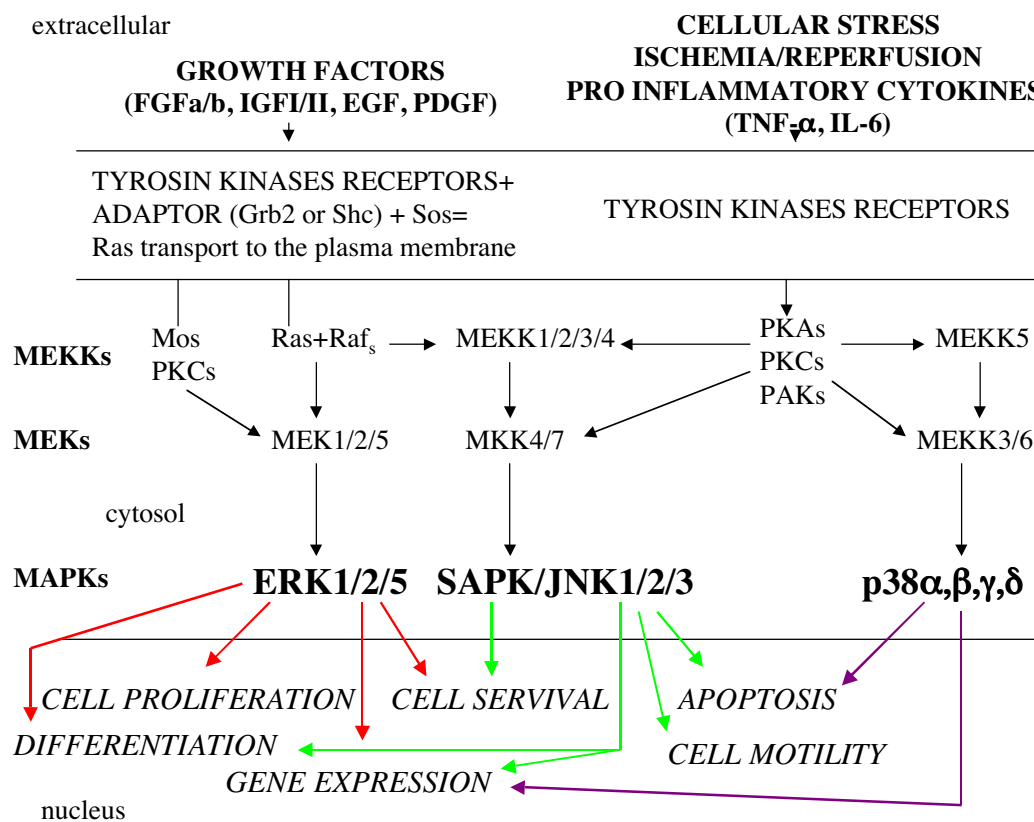 extracellular
GROWTH FACTORS
(FGFa/b, IGFI/II, EGF, PDGF)
CELLULAR STRESS
ISCHEMIA/REPERFUSION
PRO INFLAMMATORY CYTOKINES
(TNF-α, IL-6)
TYROSIN KINASES RECEPTORS+
ADAPTOR (Grb2 or Shc) + Sos=
Ras transport to the plasma membrane
TYROSIN KINASES RECEPTORS
MEKKs
Mos
PKCs
Ras+Rafs
MEKK1/2/3/4
PKAs
PKCs
PAKs
MEKK5
MEKs
MEK1/2/5
MKK4/7
MEKK3/6
cytosol
MAPKs
ERK1/2/5
SAPK/JNK1/2/3
p38α,β,γ,δ
CELL PROLIFERATION
CELL SERVIVAL
APOPTOSIS
DIFFERENTIATION
CELL MOTILITY
GENE EXPRESSION
nucleus